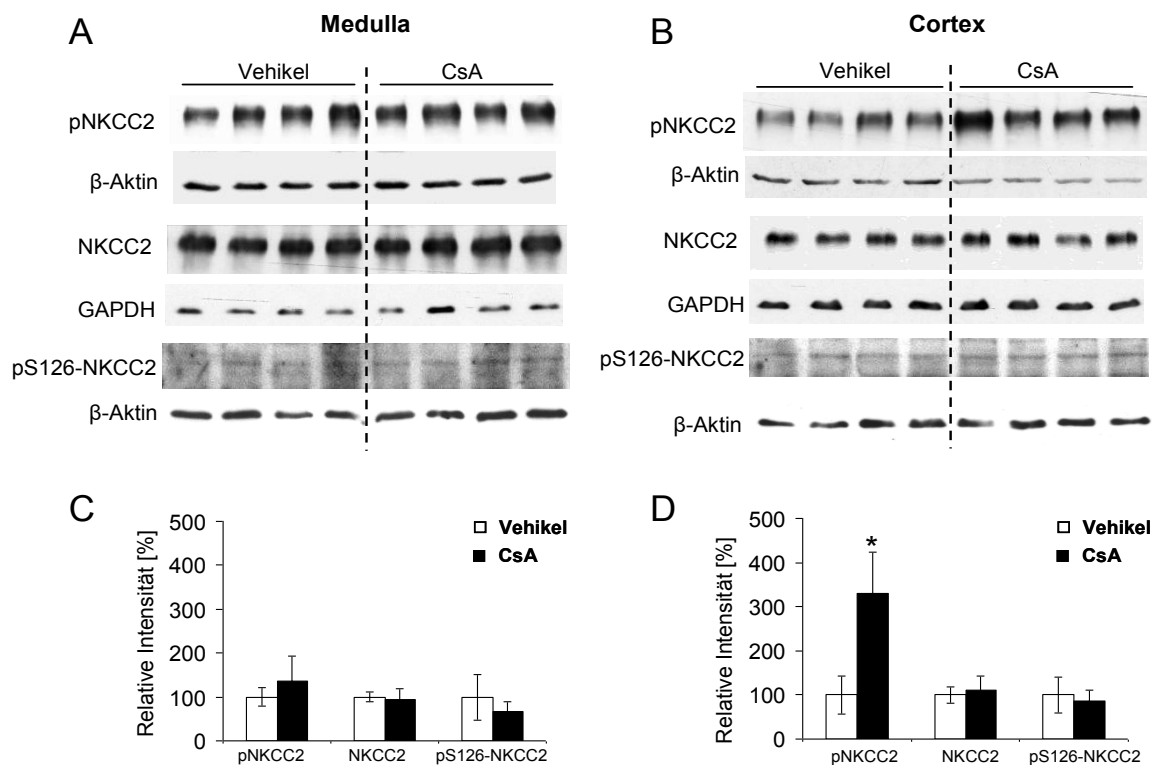 A
Medulla
Vehikel
CsA
pNKCC2
β-Aktin
NKCC2
GAPDH
pS126-NKCC2
β-Aktin
B
Cortex
Vehikel
CsA
pNKCC2
β-Aktin
NKCC2
GAPDH
pS126-NKCC2
β-Aktin
C
Relative Intensität [%]
500
400
300
200
100
0
Vehikel
CsA
pNKCC2
NKCC2
pS126-NKCC2
D
Relative Intensität [%]
500
400
300
200
100
0
Vehikel
CsA
*
pNKCC2
NKCC2
pS126-NKCC2